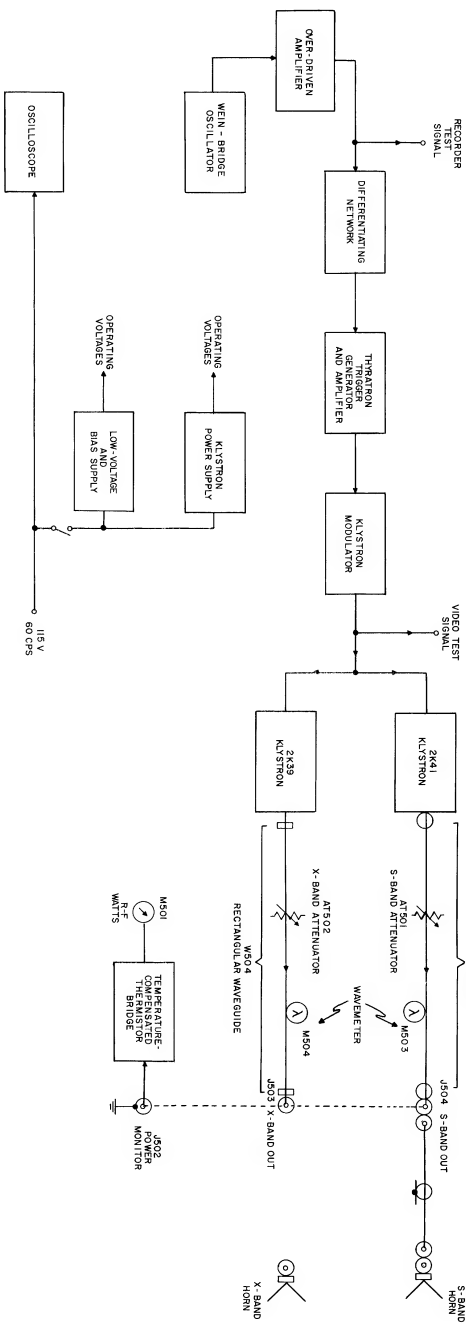 RECORDER
TEST
SIGNAL
OVER-DRIVEN
AMPLIFIER
WEIN-BRIDGE
OSCILLATOR
OSCILLOSCOPE
DIFFERENTIATING
NETWORK
THYRATRON
TRIGGER
GENERATOR
AND AMPLIFIER
KLYSTRON
MODULATOR
VIDEO TEST
SIGNAL
OPERATING
VOLTAGES
KLYSTRON
POWER SUPPLY
OPERATING
VOLTAGES
LOW-VOLTAGE
AND
BIAS SUPPLY
115 V
60 CPS
2K41
KLYSTRON
2K39
KLYSTRON
AT501
S-BAND ATTENUATOR
AT502
X-BAND ATTENUATOR
W504
RECTANGULAR WAVEGUIDE
λ
M503
WAVEMETER
λ
M504
J504
S-BAND OUT
J503
X-BAND OUT
M501
R-F
WATTS
TEMPERATURE-
COMPENSATED
THERMISTOR
BRIDGE
J502
POWER
MONITOR
S-BAND
HORN
X-BAND
HORN